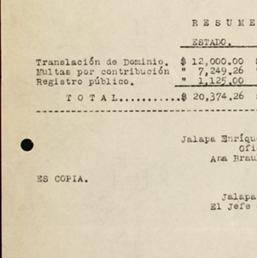 R E S U M E
ESTADO.
Translación de Dominio. $ 12,000.00 $
Multas por contribución " 7,249.26 "
Registro público. " 1,125.00 "
T O T A L...........$ 20,374.26 $
Jalapa Enríque
Ofi
Ana Brau
ES COPIA.
Jalapa
El Jefe